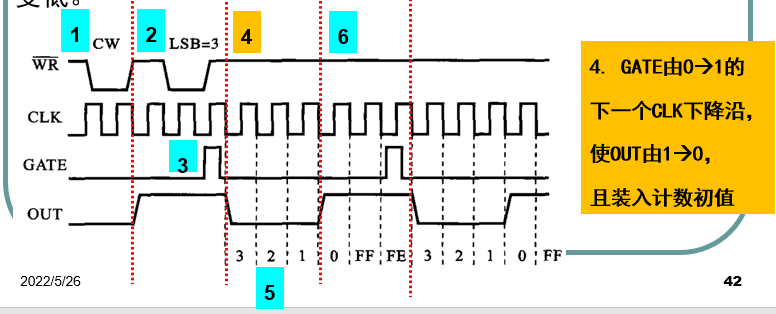 变低。
1 CW 2 LSB=3 4 6
WR
CLK
GATE 3
OUT
3 2 1 0 FF FE 3 2 1 0 FF
5
4. GATE由0→1的
下一个CLK下降沿,
使OUT由1→0,
且装入计数初值
2022/5/26
42